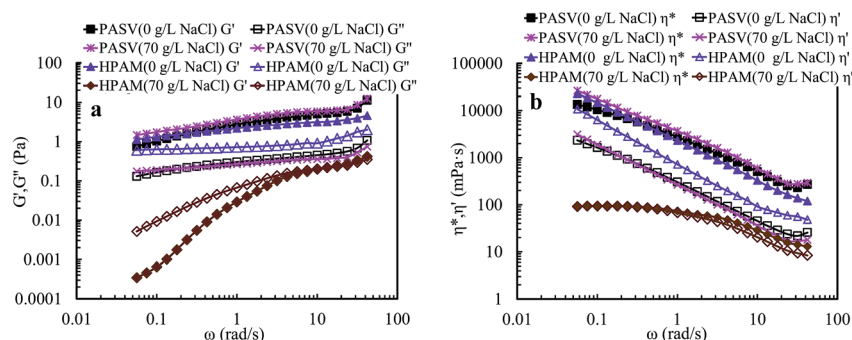 PASV(0 g/L NaCl) G' PASV(0 g/L NaCl) G"
PASV(70 g/L NaCl) G' PASV(70 g/L NaCl) G"
HPAM(0 g/L NaCl) G' HPAM(0 g/L NaCl) G"
HPAM(70 g/L NaCl) G' HPAM(70 g/L NaCl) G"
100
10
1
0.1
0.01
0.001
0.0001
G',G" (Pa)
a
0.01 0.1 1 10 100
ω (rad/s)
PASV(0 g/L NaCl) η* PASV(0 g/L NaCl) η'
PASV(70 g/L NaCl) η* PASV(70 g/L NaCl) η'
HPAM(0 g/L NaCl) η* HPAM(0 g/L NaCl) η'
HPAM(70 g/L NaCl) η* HPAM(70 g/L NaCl) η'
100000
10000
1000
100
10
1
η*,η' (mPa·s)
b
0.01 0.1 1 10 100
ω (rad/s)